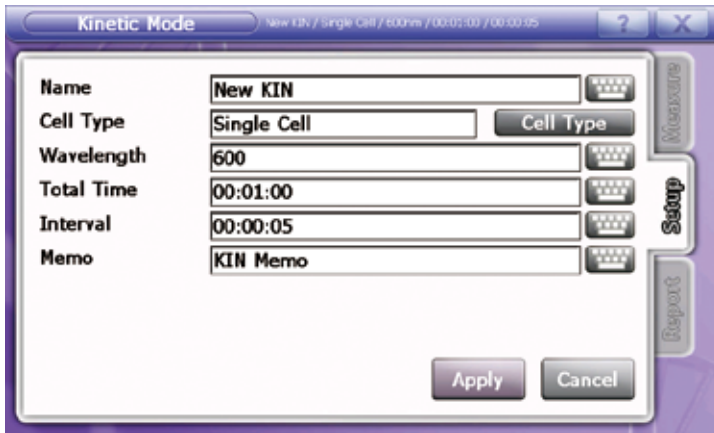 Kinetic Mode New KIN / Single Cell / 600nm / 00:01:00 / 00:00:05 ? X
Name New KIN
Cell Type Single Cell Cell Type
Wavelength 600
Total Time 00:01:00
Interval 00:00:05
Memo KIN Memo
Apply Cancel
Measure
Setup
Report